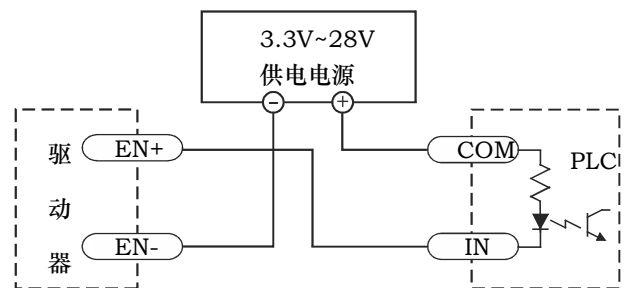 3.3V~28V
供电电源
− +
驱动器
EN+
EN-
COM
IN
PLC